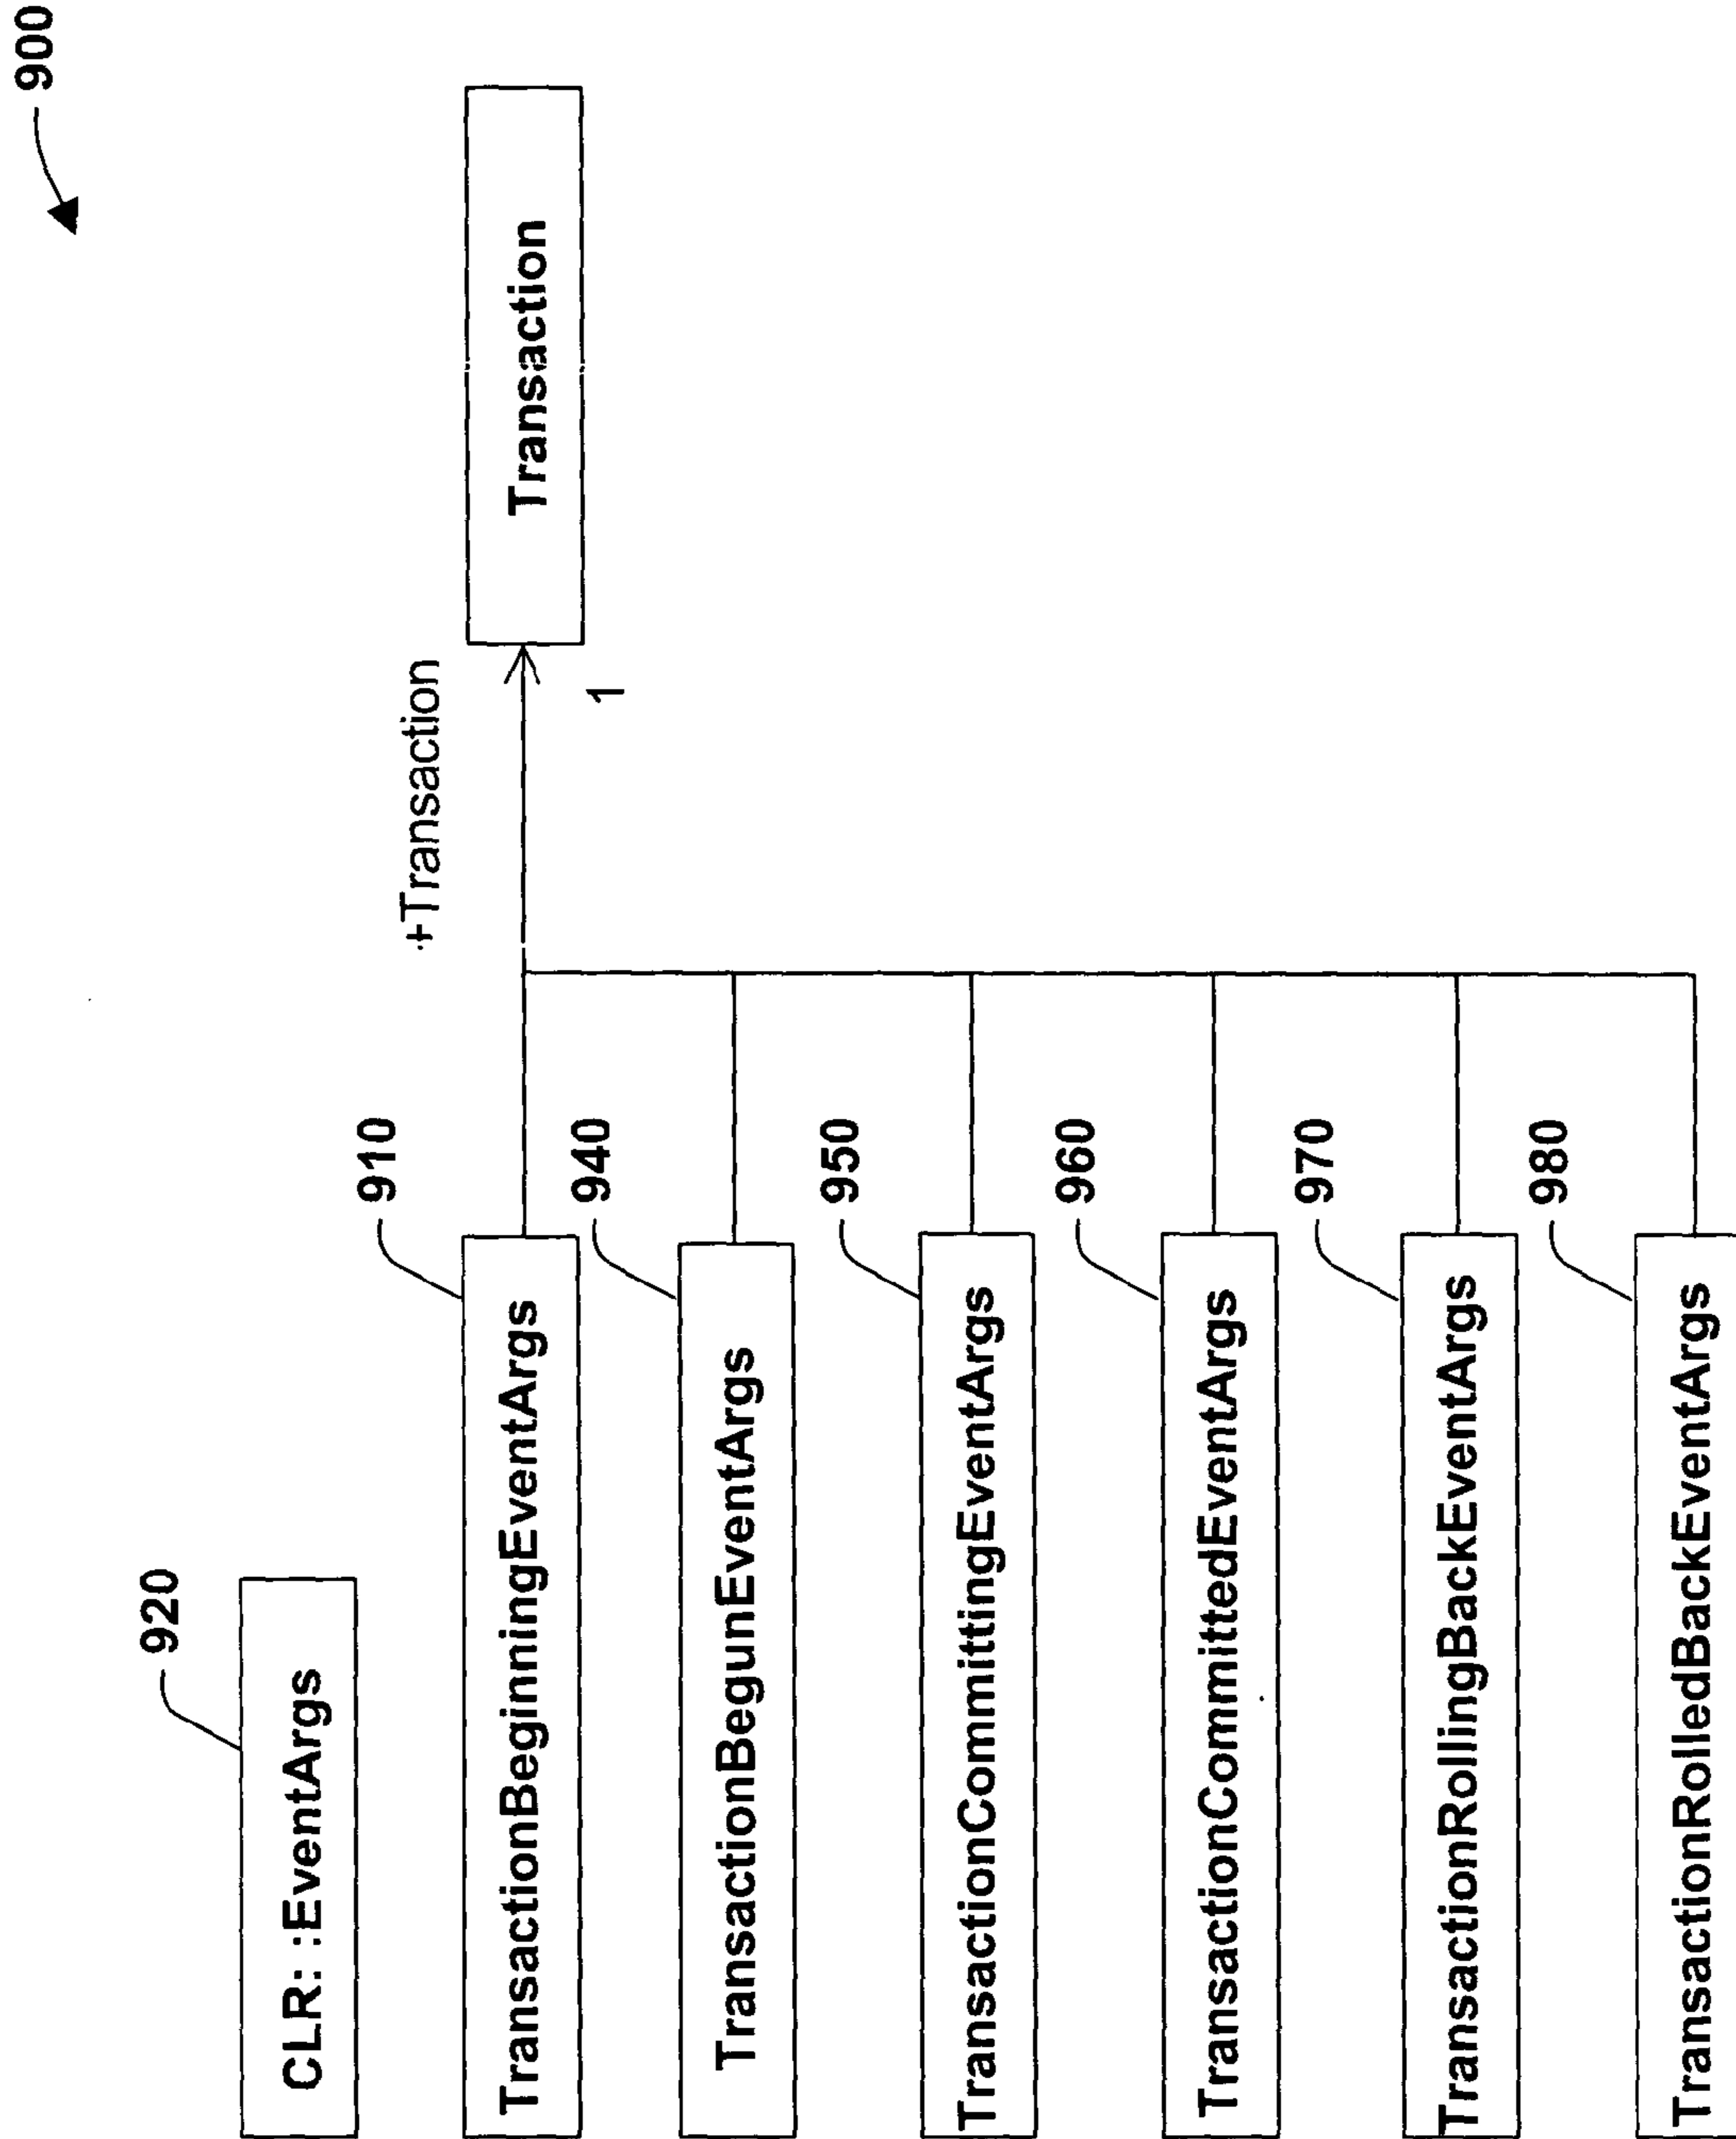 900
920
CLR: :EventArgs
910
TransactionBeginningEventArgs
+Transaction
1
Transaction
940
TransactionBegunEventArgs
950
TransactionCommittingEventArgs
960
TransactionCommittedEventArgs
970
TransactionRollingBackEventArgs
980
TransactionRolledBackEventArgs